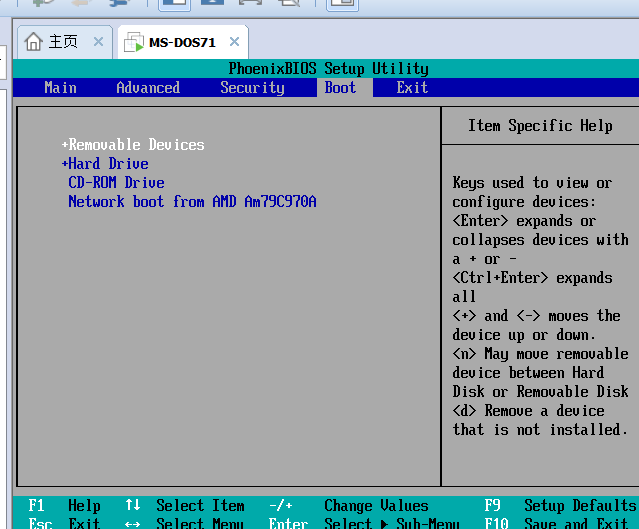 主页
MS-DOS71
PhoenixBIOS Setup Utility
Main Advanced Security Boot Exit
+Removable Devices
+Hard Drive
CD-ROM Drive
Network boot from AMD Am79C970A
Item Specific Help
Keys used to view or
configure devices:
<Enter> expands or
collapses devices with
a + or -
<Ctrl+Enter> expands
all
<+> and <-> moves the
device up or down.
<n> May move removable
device between Hard
Disk or Removable Disk
<d> Remove a device
that is not installed.
F1 Help ↑↓ Select Item -/+ Change Values F9 Setup Defaults
Esc Exit ↔ Select Menu Enter Select ▶ Sub-Menu F10 Save and Exit